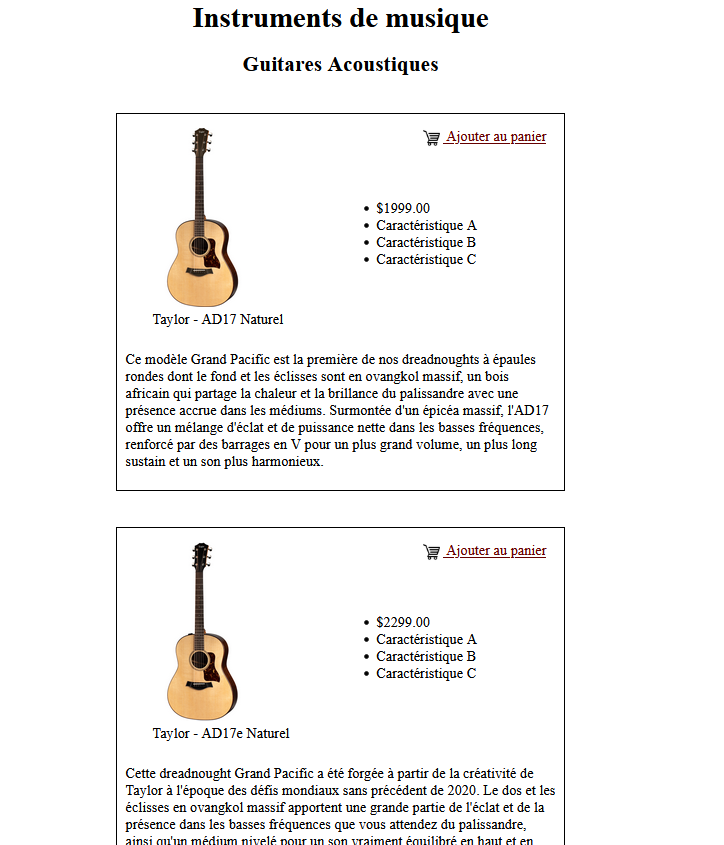 Instruments de musique
Guitares Acoustiques
Ajouter au panier
$1999.00
Caractéristique A
Caractéristique B
Caractéristique C
Taylor - AD17 Naturel
Ce modèle Grand Pacific est la première de nos dreadnoughts à épaules
rondes dont le fond et les éclisses sont en ovangkol massif, un bois
africain qui partage la chaleur et la brillance du palissandre avec une
présence accrue dans les médiums. Surmontée d'un épicéa massif, l'AD17
offre un mélange d'éclat et de puissance nette dans les basses fréquences,
renforcé par des barrages en V pour un plus grand volume, un plus long
sustain et un son plus harmonieux.
Ajouter au panier
$2299.00
Caractéristique A
Caractéristique B
Caractéristique C
Taylor - AD17e Naturel
Cette dreadnought Grand Pacific a été forgée à partir de la créativité de
Taylor à l'époque des défis mondiaux sans précédent de 2020. Le dos et les
éclisses en ovangkol massif apportent une grande partie de l'éclat et de la
présence dans les basses fréquences que vous attendez du palissandre,
ainsi qu'un médium nivelé pour un son vraiment équilibré en haut et en